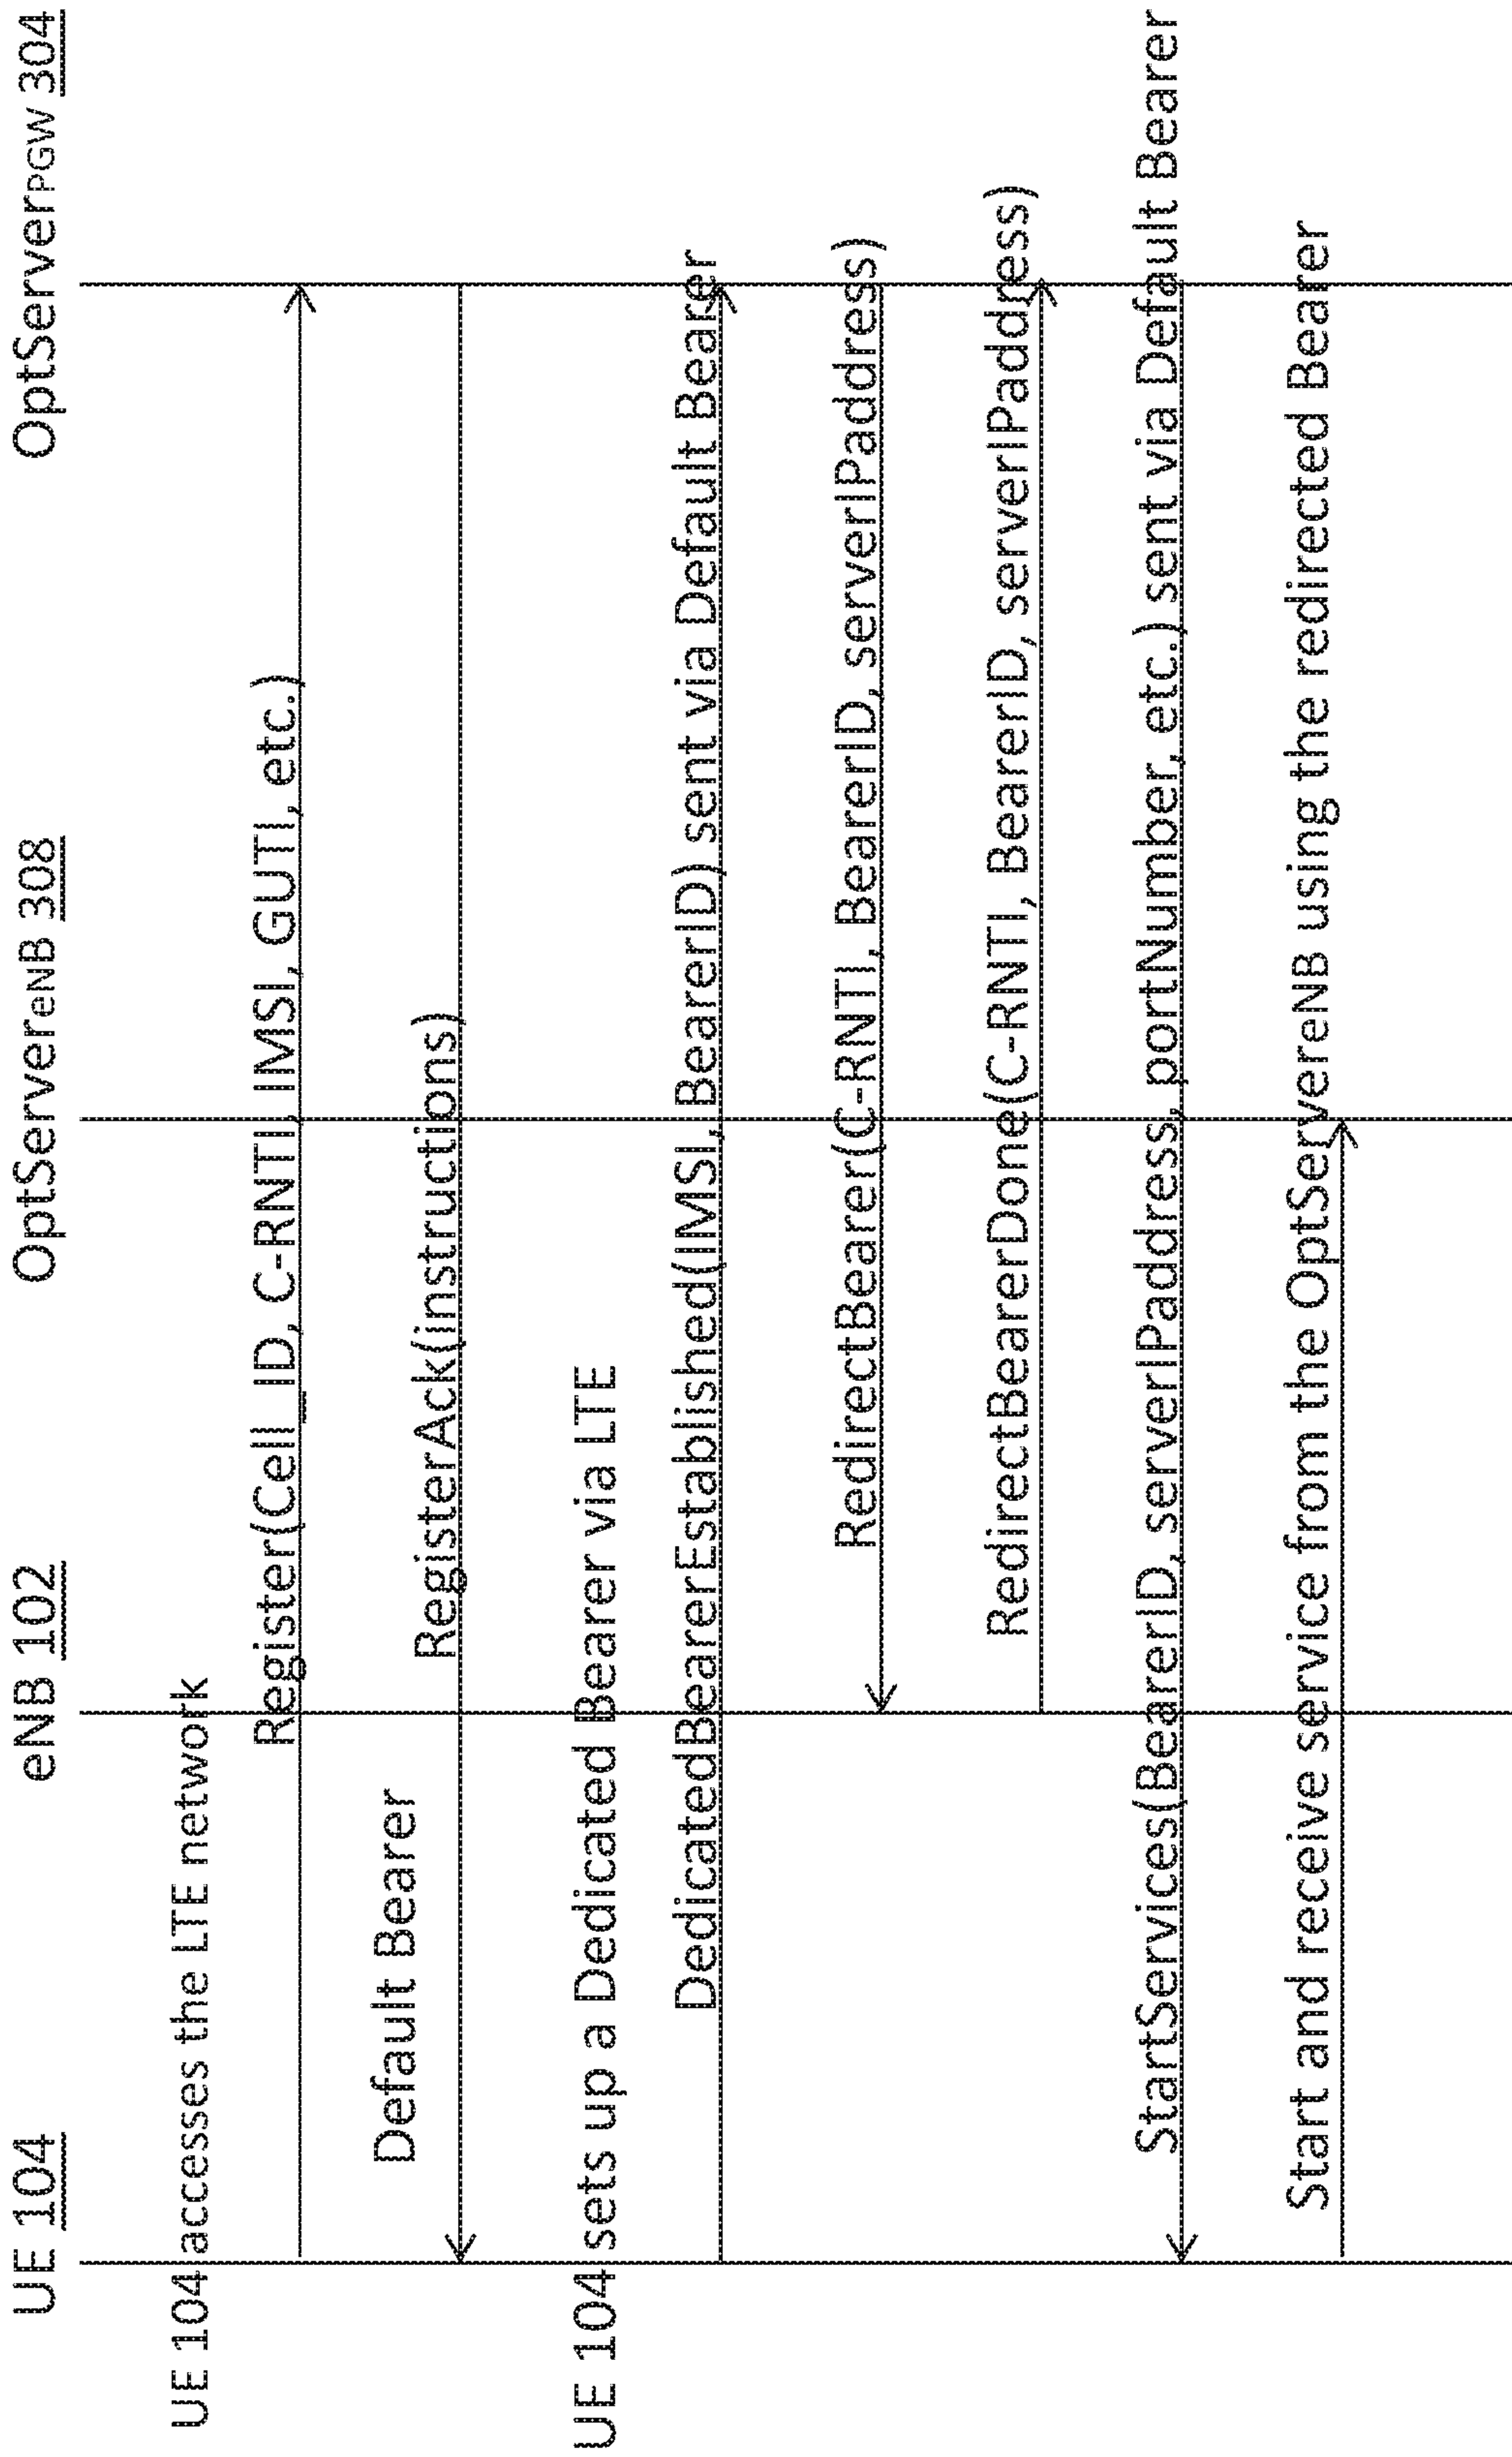 UE 104
eNB 102
OptServereNB 308
OptServerPGW 304
UE 104 accesses the LTE network
Register(Cell_ID, C-RNTI, IMSI, GUTI, etc.)
Default Bearer
RegisterAck(instructions)
UE 104 sets up a Dedicated Bearer via LTE
DedicatedBearerEstablished(IMSI, BearerID) sent via Default Bearer
RedirectBearer(C-RNTI, BearerID, serverIPaddress)
RedirectBearerDone(C-RNTI, BearerID, serverIPaddress)
StartServices(BearerID, serverIPaddress, portNumber, etc.) sent via Default Bearer
Start and receive service from the OptServereNB using the redirected Bearer